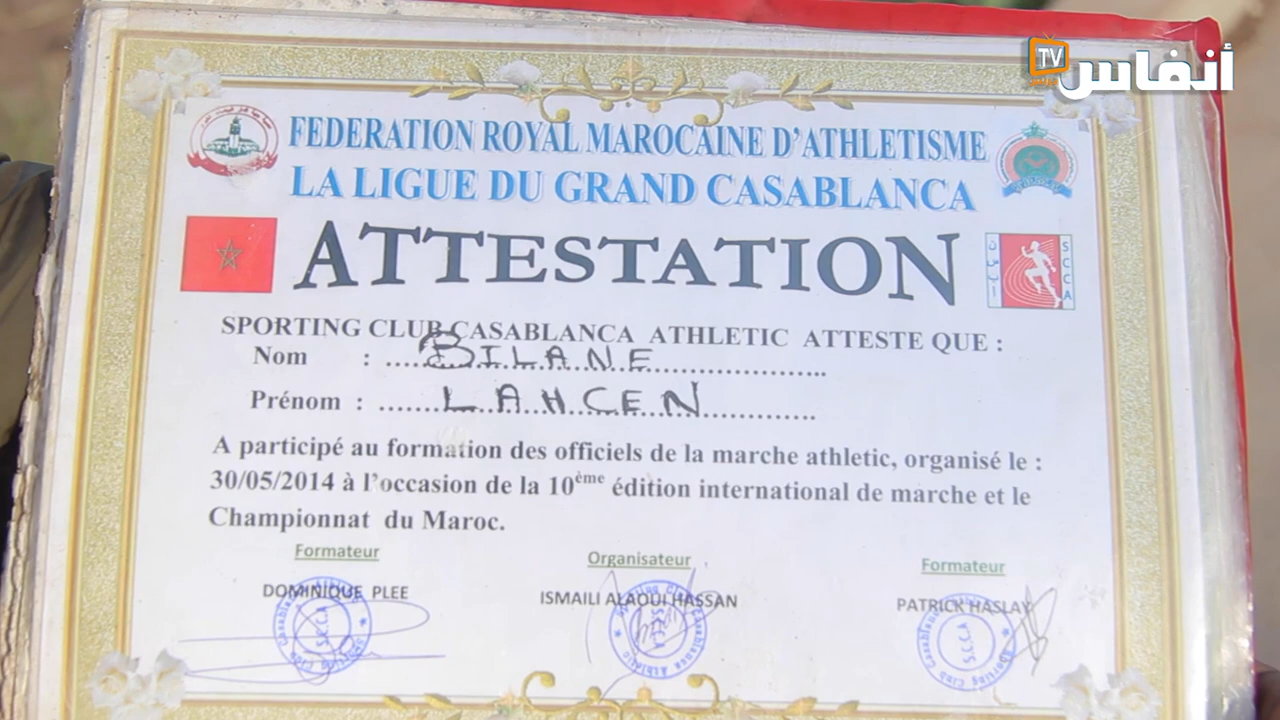 أنفاس
TV
FEDERATION ROYAL MAROCAINE D'ATHLETISME
LA LIGUE DU GRAND CASABLANCA
ATTESTATION
S C C A
SPORTING CLUB CASABLANCA ATHLETIC ATTESTE QUE :
Nom : BILANE
Prénom : LAHCEN
A participé au formation des officiels de la marche athletic, organisé le :
30/05/2014 à l'occasion de la 10ème édition international de marche et le
Championnat du Maroc.
Formateur Organisateur Formateur
DOMINIQUE PLEE ISMAILI ALAOUI HASSAN PATRICK HASLAY
S.C.C.A S.C.C.A S.C.C.A